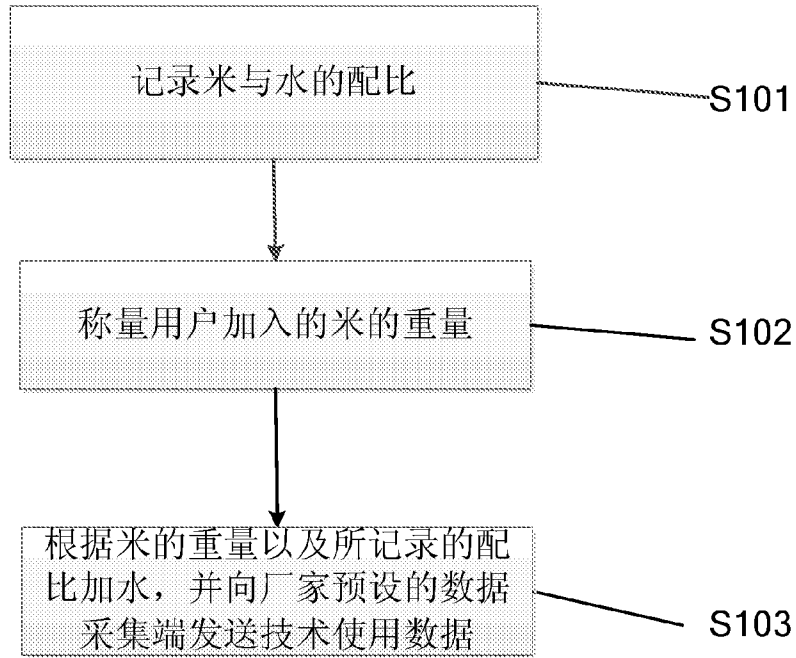 记录米与水的配比
S101
称量用户加入的米的重量
S102
根据米的重量以及所记录的配
比加水，并向厂家预设的数据
采集端发送技术使用数据
S103